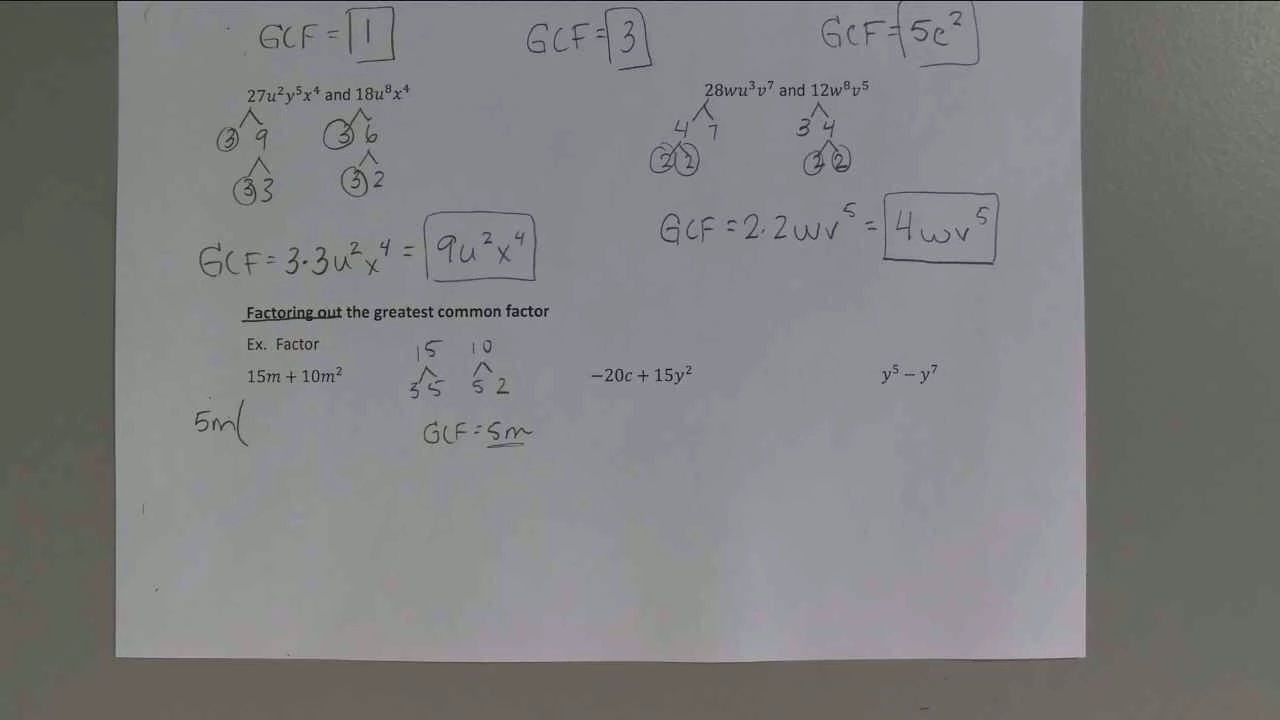 GCF = 1 GCF = 3 GCF = 5c²
27u²y⁵x⁴ and 18u⁸x⁴ 28wu³v⁷ and 12w⁸v⁵
3 9 3 6 4 7 3 4
3 3 3 2 2 2 2 2
GCF = 3·3u²x⁴ = 9u²x⁴ GCF = 2·2wv⁵ = 4wv⁵
Factoring out the greatest common factor
Ex. Factor 15 10
15m + 10m² 3 5 5 2 −20c + 15y² y⁵ − y⁷
5m( GCF = 5m